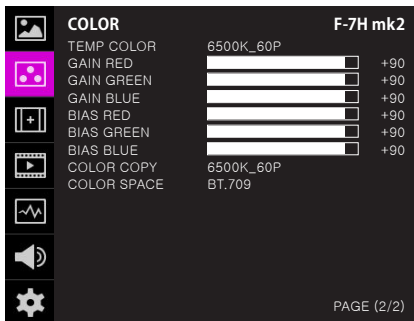 COLOR F-7H mk2
TEMP COLOR 6500K_60P
GAIN RED +90
GAIN GREEN +90
GAIN BLUE +90
BIAS RED +90
BIAS GREEN +90
BIAS BLUE +90
COLOR COPY 6500K_60P
COLOR SPACE BT.709
PAGE (2/2)